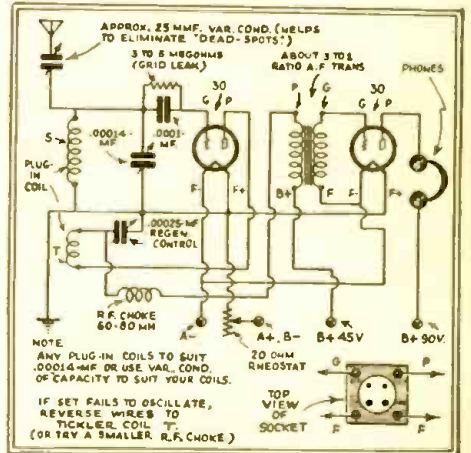 APPROX. 25 MMF. VAR. COND. (HELPS
TO ELIMINATE "DEAD-SPOTS")
3 TO 5 MEGOHMS
(GRID LEAK)
ABOUT 3 TO 1
RATIO A.F. TRANS
PHONES
30
G P
P G
30
G P
S
.00014-
MF
.0001-
MF
PLUG-
IN
COIL
F- F+
B+ F
F- F+
.00025-MF
REGEN.
CONTROL
T
R.F. CHOKE
60-80 MH
A-
A+, B-
B+ 45V
B+ 90V.
20 OHM
RHEOSTAT
NOTE
ANY PLUG-IN COILS TO SUIT
.00014-MF OR USE VAR. COND.
OF CAPACITY TO SUIT YOUR COILS.
IF SET FAILS TO OSCILLATE,
REVERSE WIRES TO
TICKLER COIL T.
(OR TRY A SMALLER R.F. CHOKE)
G P
TOP
VIEW
OF
SOCKET
F F